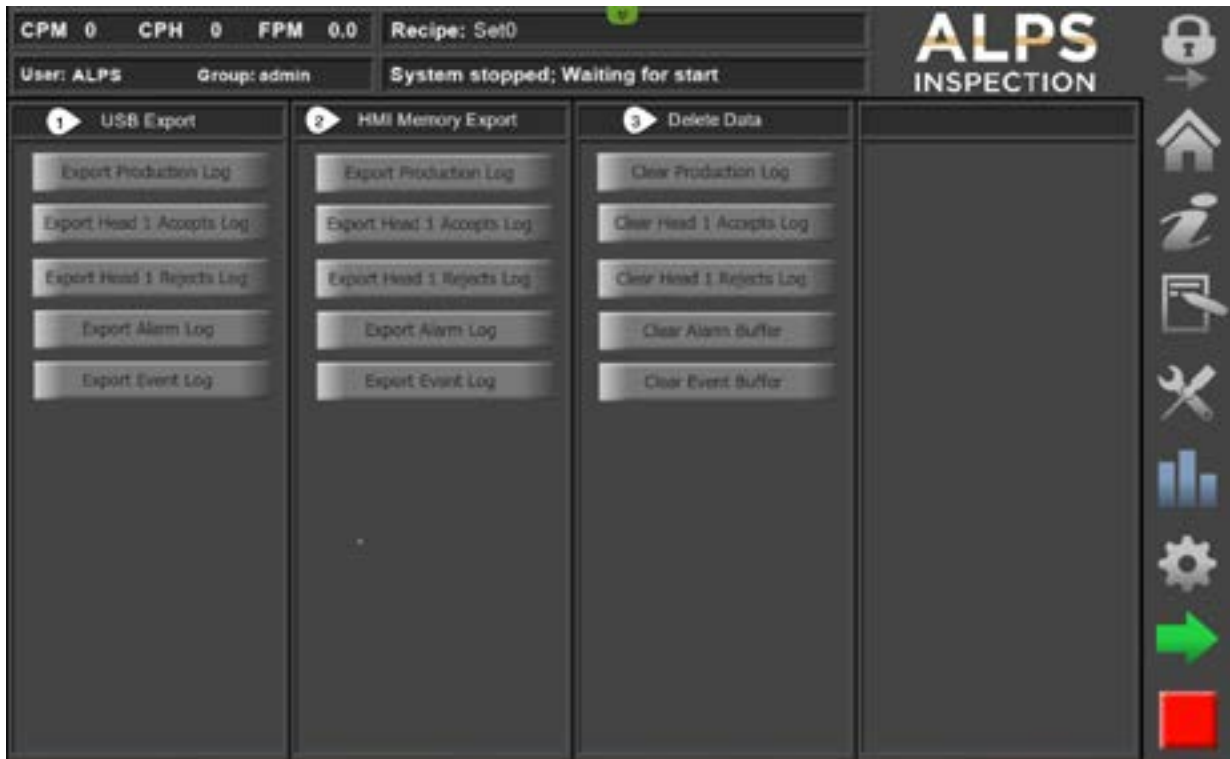 CPM 0 CPH 0 FPM 0.0
Recipe: Set0
ALPS
INSPECTION
User: ALPS Group: admin
System stopped; Waiting for start
1 USB Export
2 HMI Memory Export
3 Delete Data
Export Production Log
Export Head 1 Accepts Log
Export Head 1 Rejects Log
Export Alarm Log
Export Event Log
Export Production Log
Export Head 1 Accepts Log
Export Head 1 Rejects Log
Export Alarm Log
Export Event Log
Clear Production Log
Clear Head 1 Accepts Log
Clear Head 1 Rejects Log
Clear Alarm Buffer
Clear Event Buffer